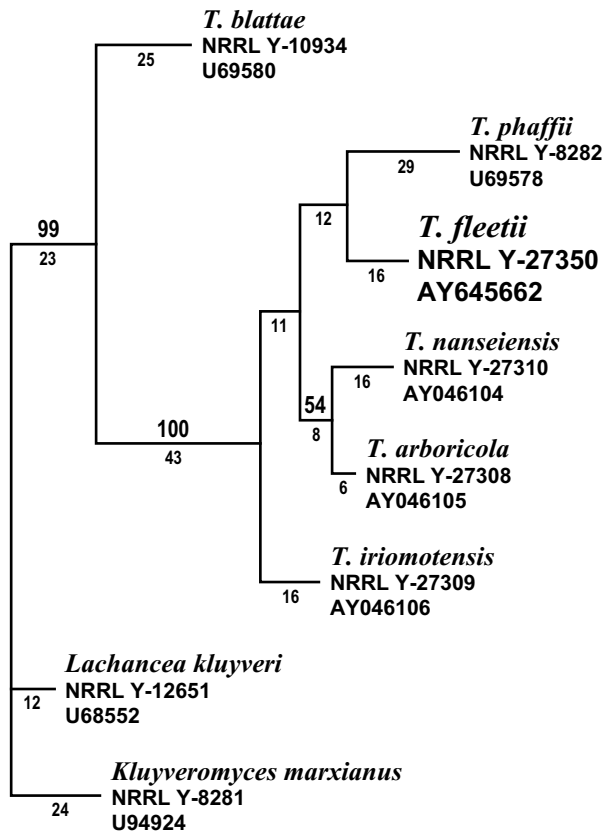 T. blattae
NRRL Y-10934
25
U69580
T. phaffii
NRRL Y-8282
29
U69578
12
T. fleetii
NRRL Y-27350
16
AY645662
99
23
11
T. nanseiensis
NRRL Y-27310
16
AY046104
54
8
100
43
T. arboricola
NRRL Y-27308
6
AY046105
T. iriomotensis
NRRL Y-27309
16
AY046106
Lachancea kluyveri
NRRL Y-12651
12
U68552
Kluyveromyces marxianus
NRRL Y-8281
24
U94924